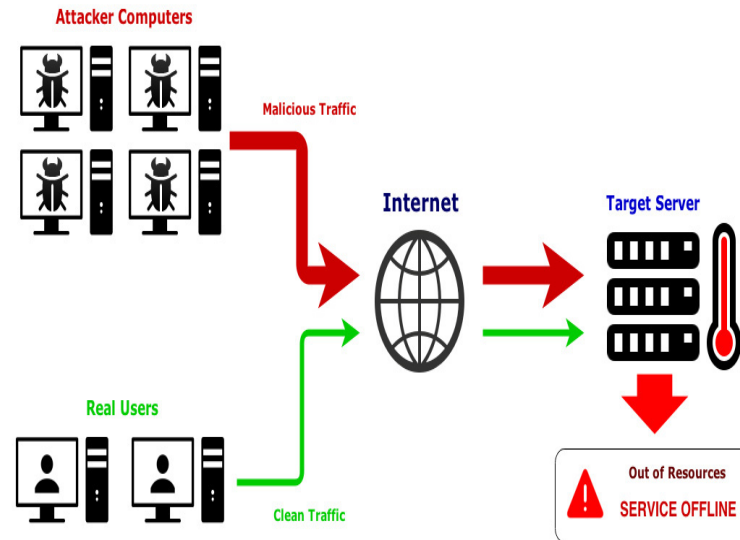 Attacker Computers
Malicious Traffic
Internet
Target Server
Real Users
Clean Traffic
Out of Resources
SERVICE OFFLINE